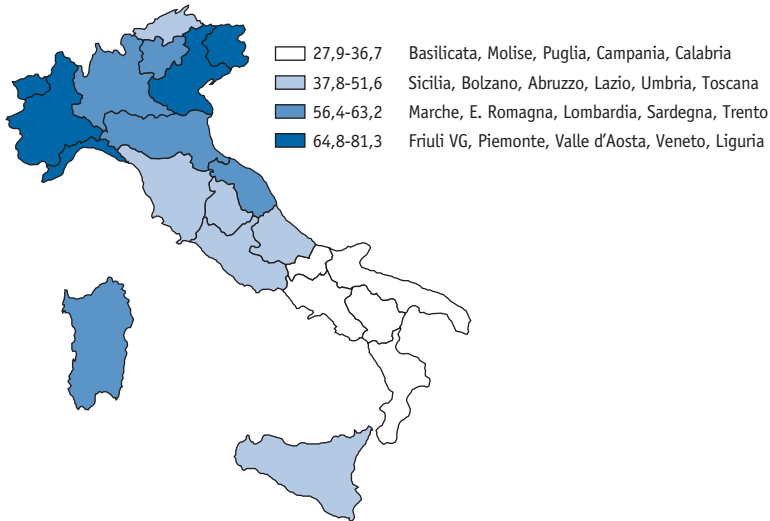 27,9-36,7 Basilicata, Molise, Puglia, Campania, Calabria
37,8-51,6 Sicilia, Bolzano, Abruzzo, Lazio, Umbria, Toscana
56,4-63,2 Marche, E. Romagna, Lombardia, Sardegna, Trento
64,8-81,3 Friuli VG, Piemonte, Valle d'Aosta, Veneto, Liguria